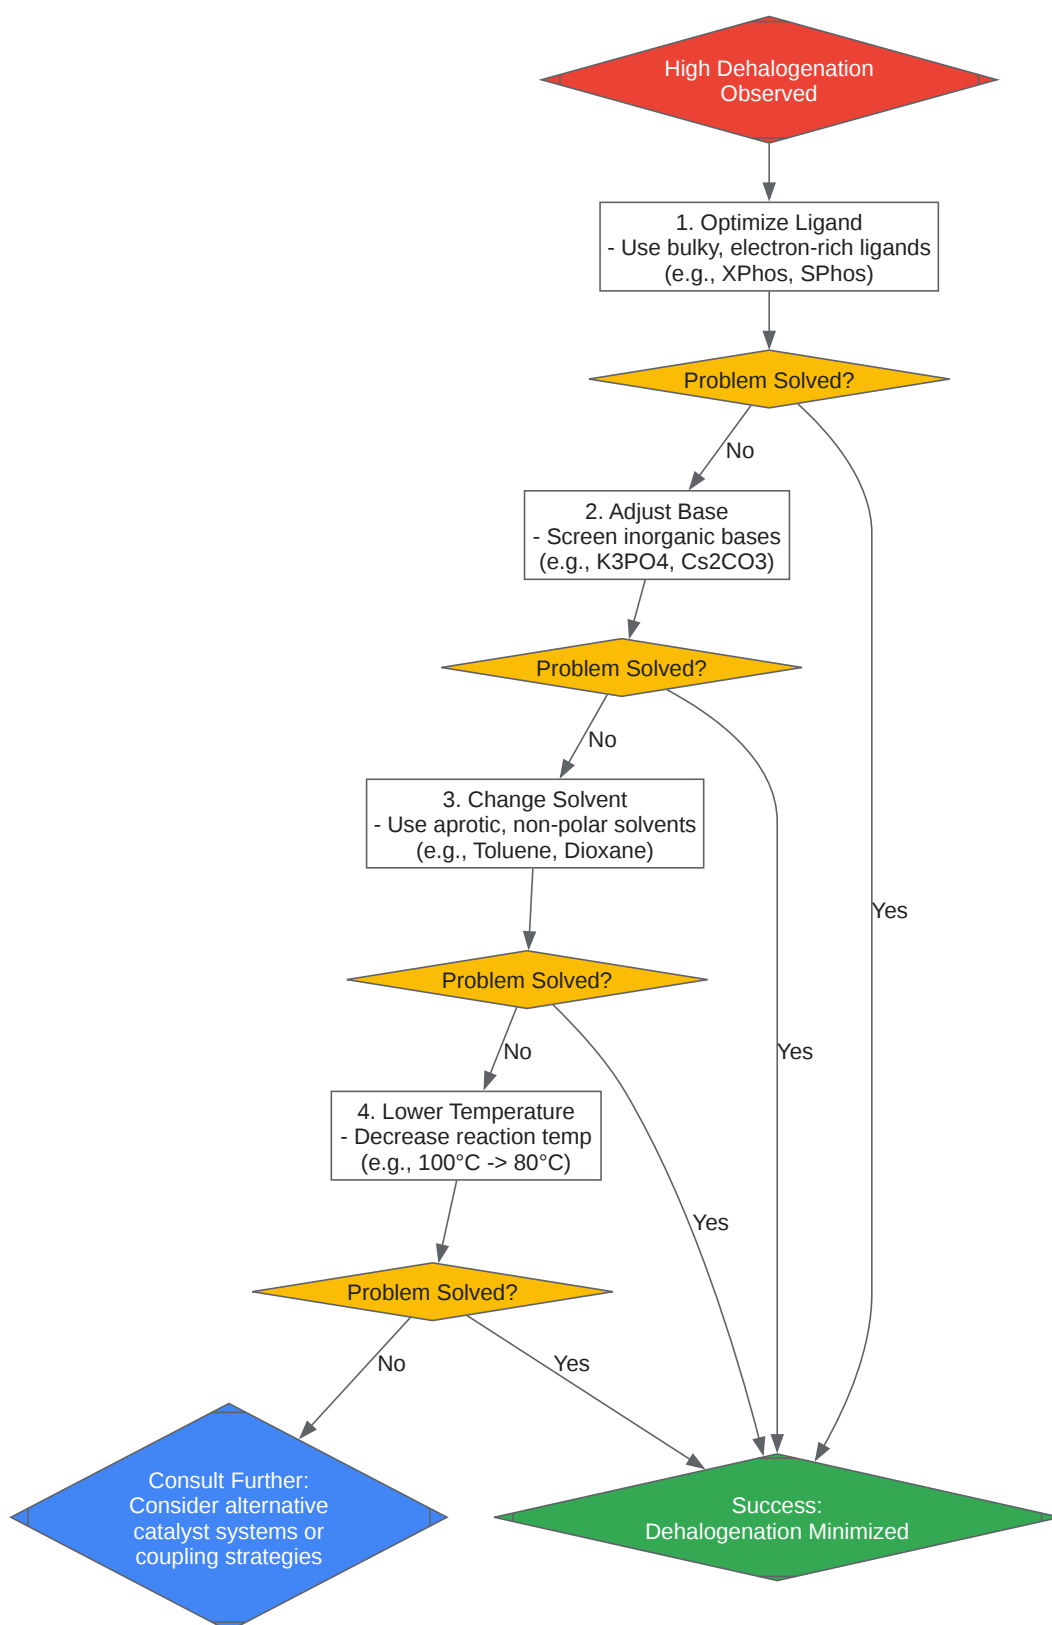 High Dehalogenation
Observed
1. Optimize Ligand
- Use bulky, electron-rich ligands
(e.g., XPhos, SPhos)
Problem Solved?
No
2. Adjust Base
- Screen inorganic bases
(e.g., K3PO4, Cs2CO3)
Problem Solved?
No
3. Change Solvent
- Use aprotic, non-polar solvents
(e.g., Toluene, Dioxane)
Yes
Problem Solved?
No
Yes
4. Lower Temperature
- Decrease reaction temp
(e.g., 100°C -> 80°C)
Yes
Problem Solved?
No
Yes
Consult Further:
Consider alternative
catalyst systems or
coupling strategies
Success:
Dehalogenation Minimized